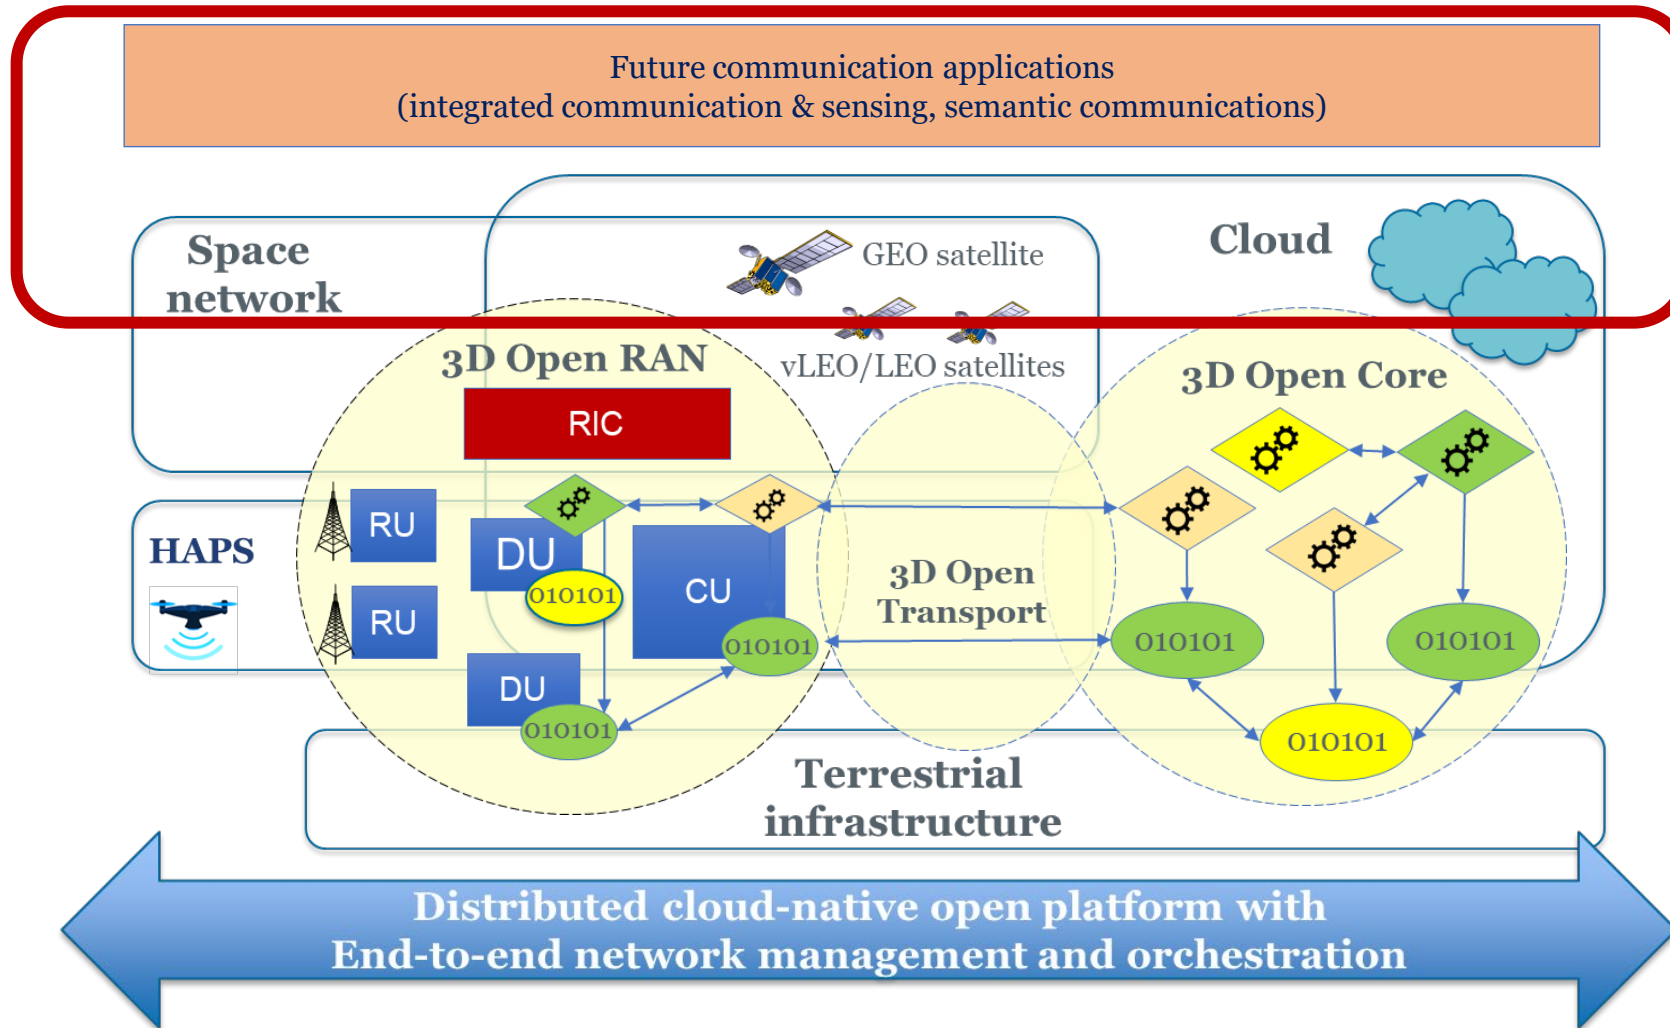 Future communication applications
(integrated communication & sensing, semantic communications)
Space
network
GEO satellite
Cloud
vLEO/LEO satellites
3D Open RAN
3D Open Core
RIC
HAPS
RU
DU
010101
CU
RU
010101
DU
010101
3D Open
Transport
010101
010101
010101
Terrestrial
infrastructure
Distributed cloud-native open platform with
End-to-end network management and orchestration